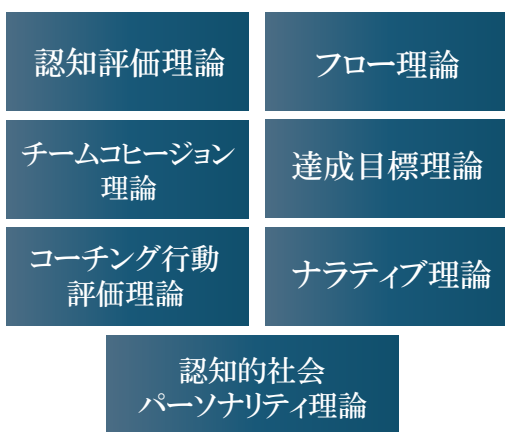 認知評価理論
フロー理論
チームコヒージョン
理論
達成目標理論
コーチング行動
評価理論
ナラティブ理論
認知的社会
パーソナリティ理論